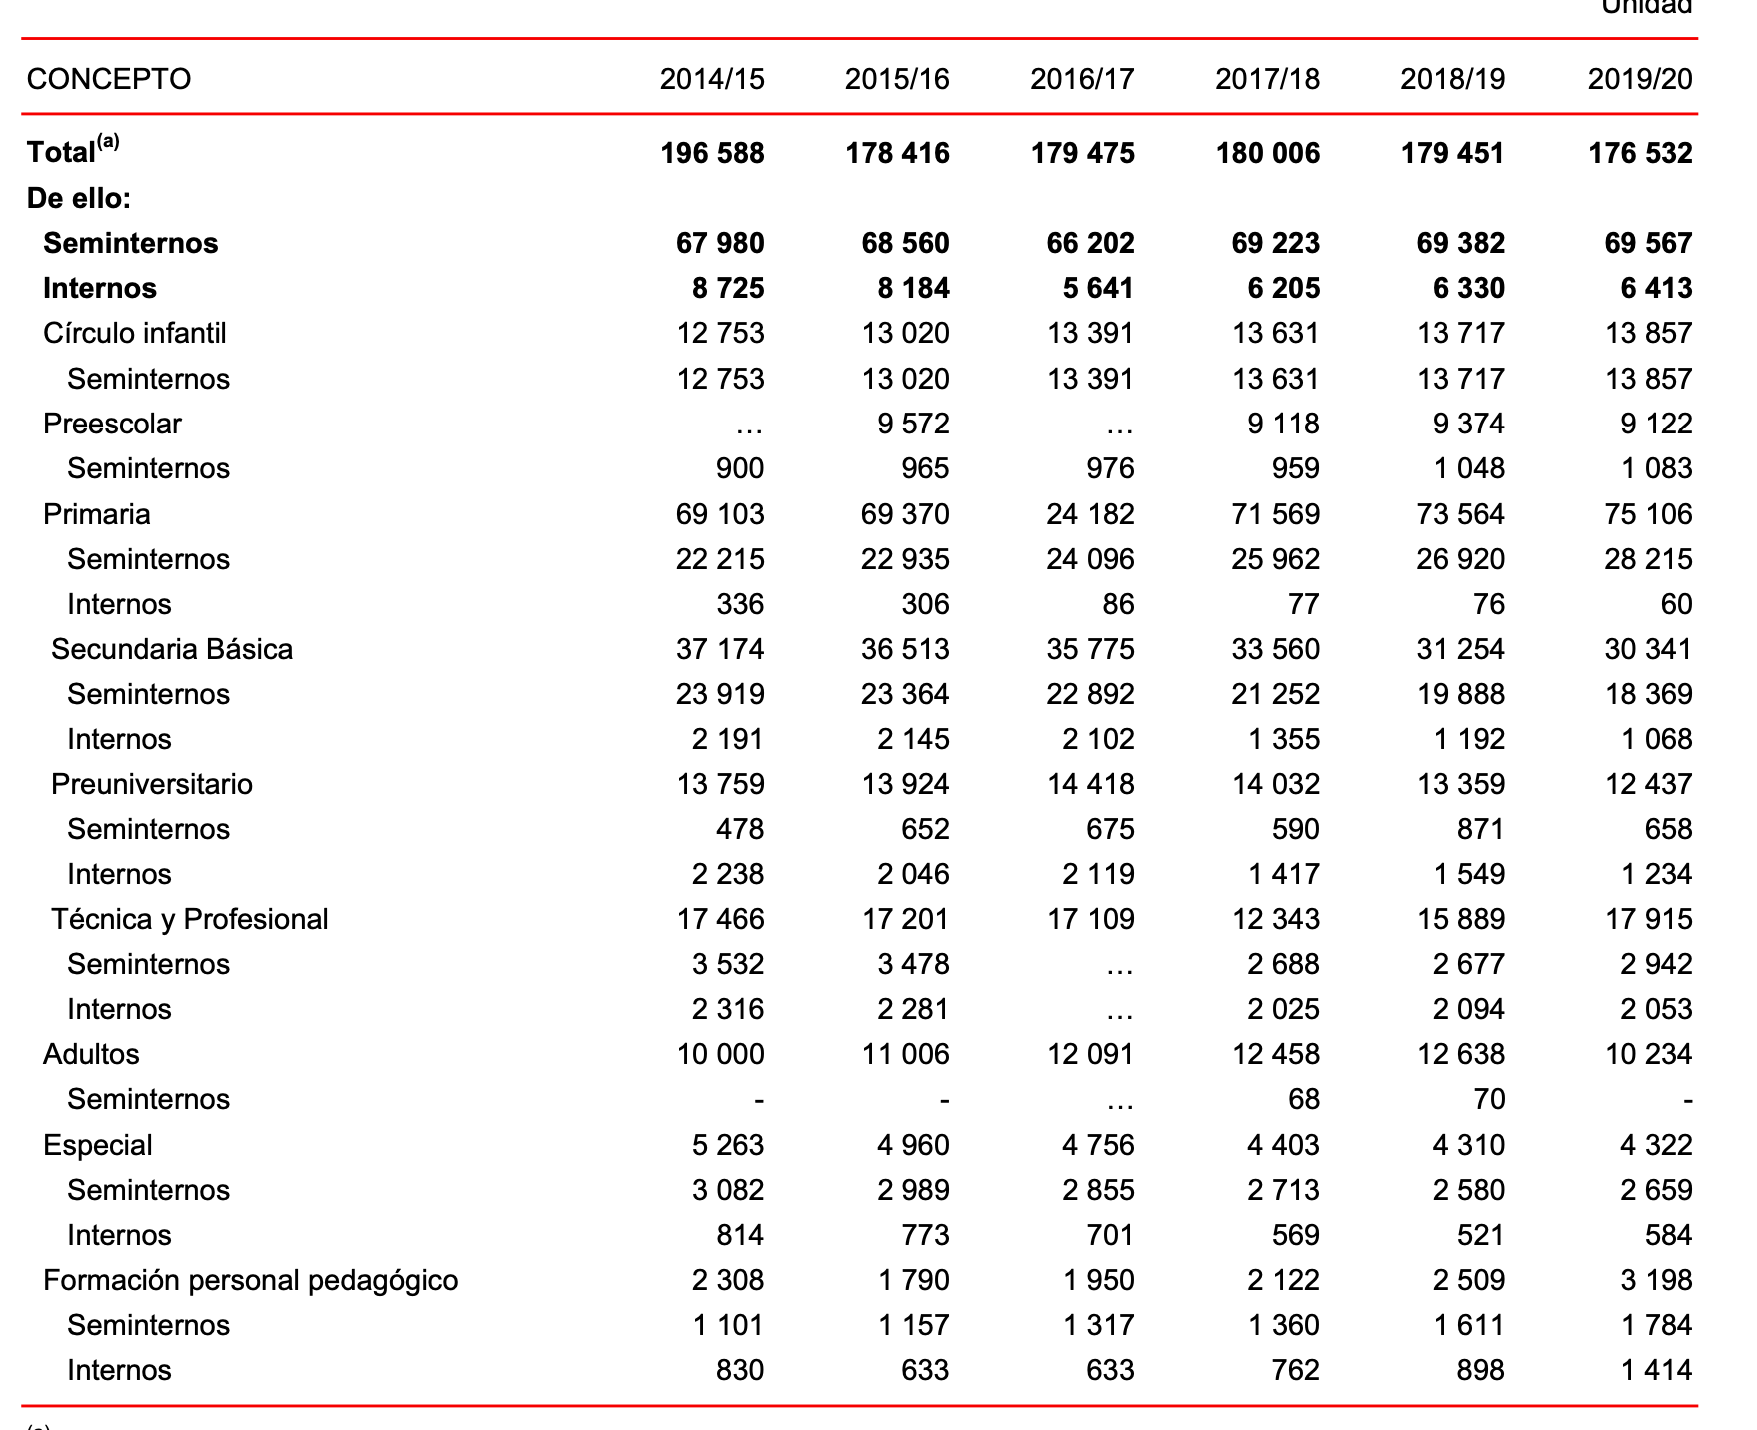 Unidad
CONCEPTO 2014/15 2015/16 2016/17 2017/18 2018/19 2019/20
Total(a) 196 588 178 416 179 475 180 006 179 451 176 532
De ello:
Seminternos 67 980 68 560 66 202 69 223 69 382 69 567
Internos 8 725 8 184 5 641 6 205 6 330 6 413
Círculo infantil 12 753 13 020 13 391 13 631 13 717 13 857
Seminternos 12 753 13 020 13 391 13 631 13 717 13 857
Preescolar … 9 572 … 9 118 9 374 9 122
Seminternos 900 965 976 959 1 048 1 083
Primaria 69 103 69 370 24 182 71 569 73 564 75 106
Seminternos 22 215 22 935 24 096 25 962 26 920 28 215
Internos 336 306 86 77 76 60
Secundaria Básica 37 174 36 513 35 775 33 560 31 254 30 341
Seminternos 23 919 23 364 22 892 21 252 19 888 18 369
Internos 2 191 2 145 2 102 1 355 1 192 1 068
Preuniversitario 13 759 13 924 14 418 14 032 13 359 12 437
Seminternos 478 652 675 590 871 658
Internos 2 238 2 046 2 119 1 417 1 549 1 234
Técnica y Profesional 17 466 17 201 17 109 12 343 15 889 17 915
Seminternos 3 532 3 478 … 2 688 2 677 2 942
Internos 2 316 2 281 … 2 025 2 094 2 053
Adultos 10 000 11 006 12 091 12 458 12 638 10 234
Seminternos - - … 68 70 -
Especial 5 263 4 960 4 756 4 403 4 310 4 322
Seminternos 3 082 2 989 2 855 2 713 2 580 2 659
Internos 814 773 701 569 521 584
Formación personal pedagógico 2 308 1 790 1 950 2 122 2 509 3 198
Seminternos 1 101 1 157 1 317 1 360 1 611 1 784
Internos 830 633 633 762 898 1 414